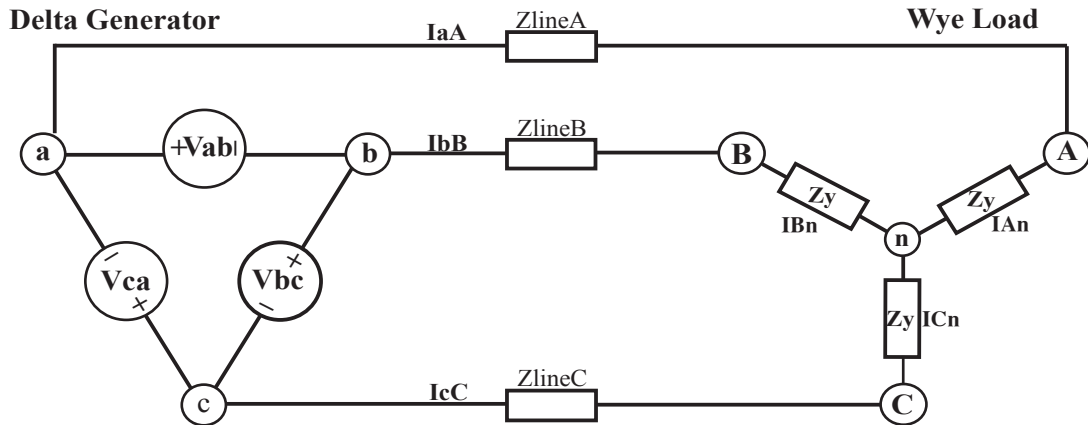 Delta Generator
Wye Load
IaA
ZlineA
a
+Vab|
b
IbB
ZlineB
B
A
Zy
IBn
Zy
IAn
n
− Vca +
Vbc + −
Zy
ICn
c
IcC
ZlineC
C